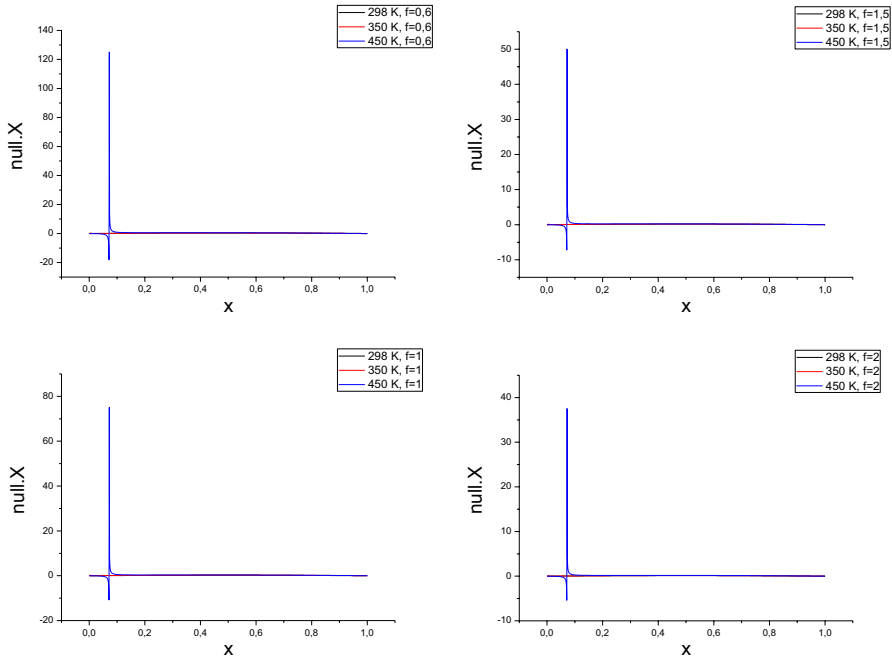 298 K, f=0,6
350 K, f=0,6
450 K, f=0,6
140
120
100
80
60
40
20
0
-20
null.X
0,0 0,2 0,4 0,6 0,8 1,0
x
298 K, f=1,5
350 K, f=1,5
450 K, f=1,5
50
40
30
20
10
0
-10
null.X
0,0 0,2 0,4 0,6 0,8 1,0
x
298 K, f=1
350 K, f=1
450 K, f=1
80
60
40
20
0
-20
null.X
0,0 0,2 0,4 0,6 0,8 1,0
x
298 K, f=2
350 K, f=2
450 K, f=2
40
30
20
10
0
-10
null.X
0,0 0,2 0,4 0,6 0,8 1,0
x